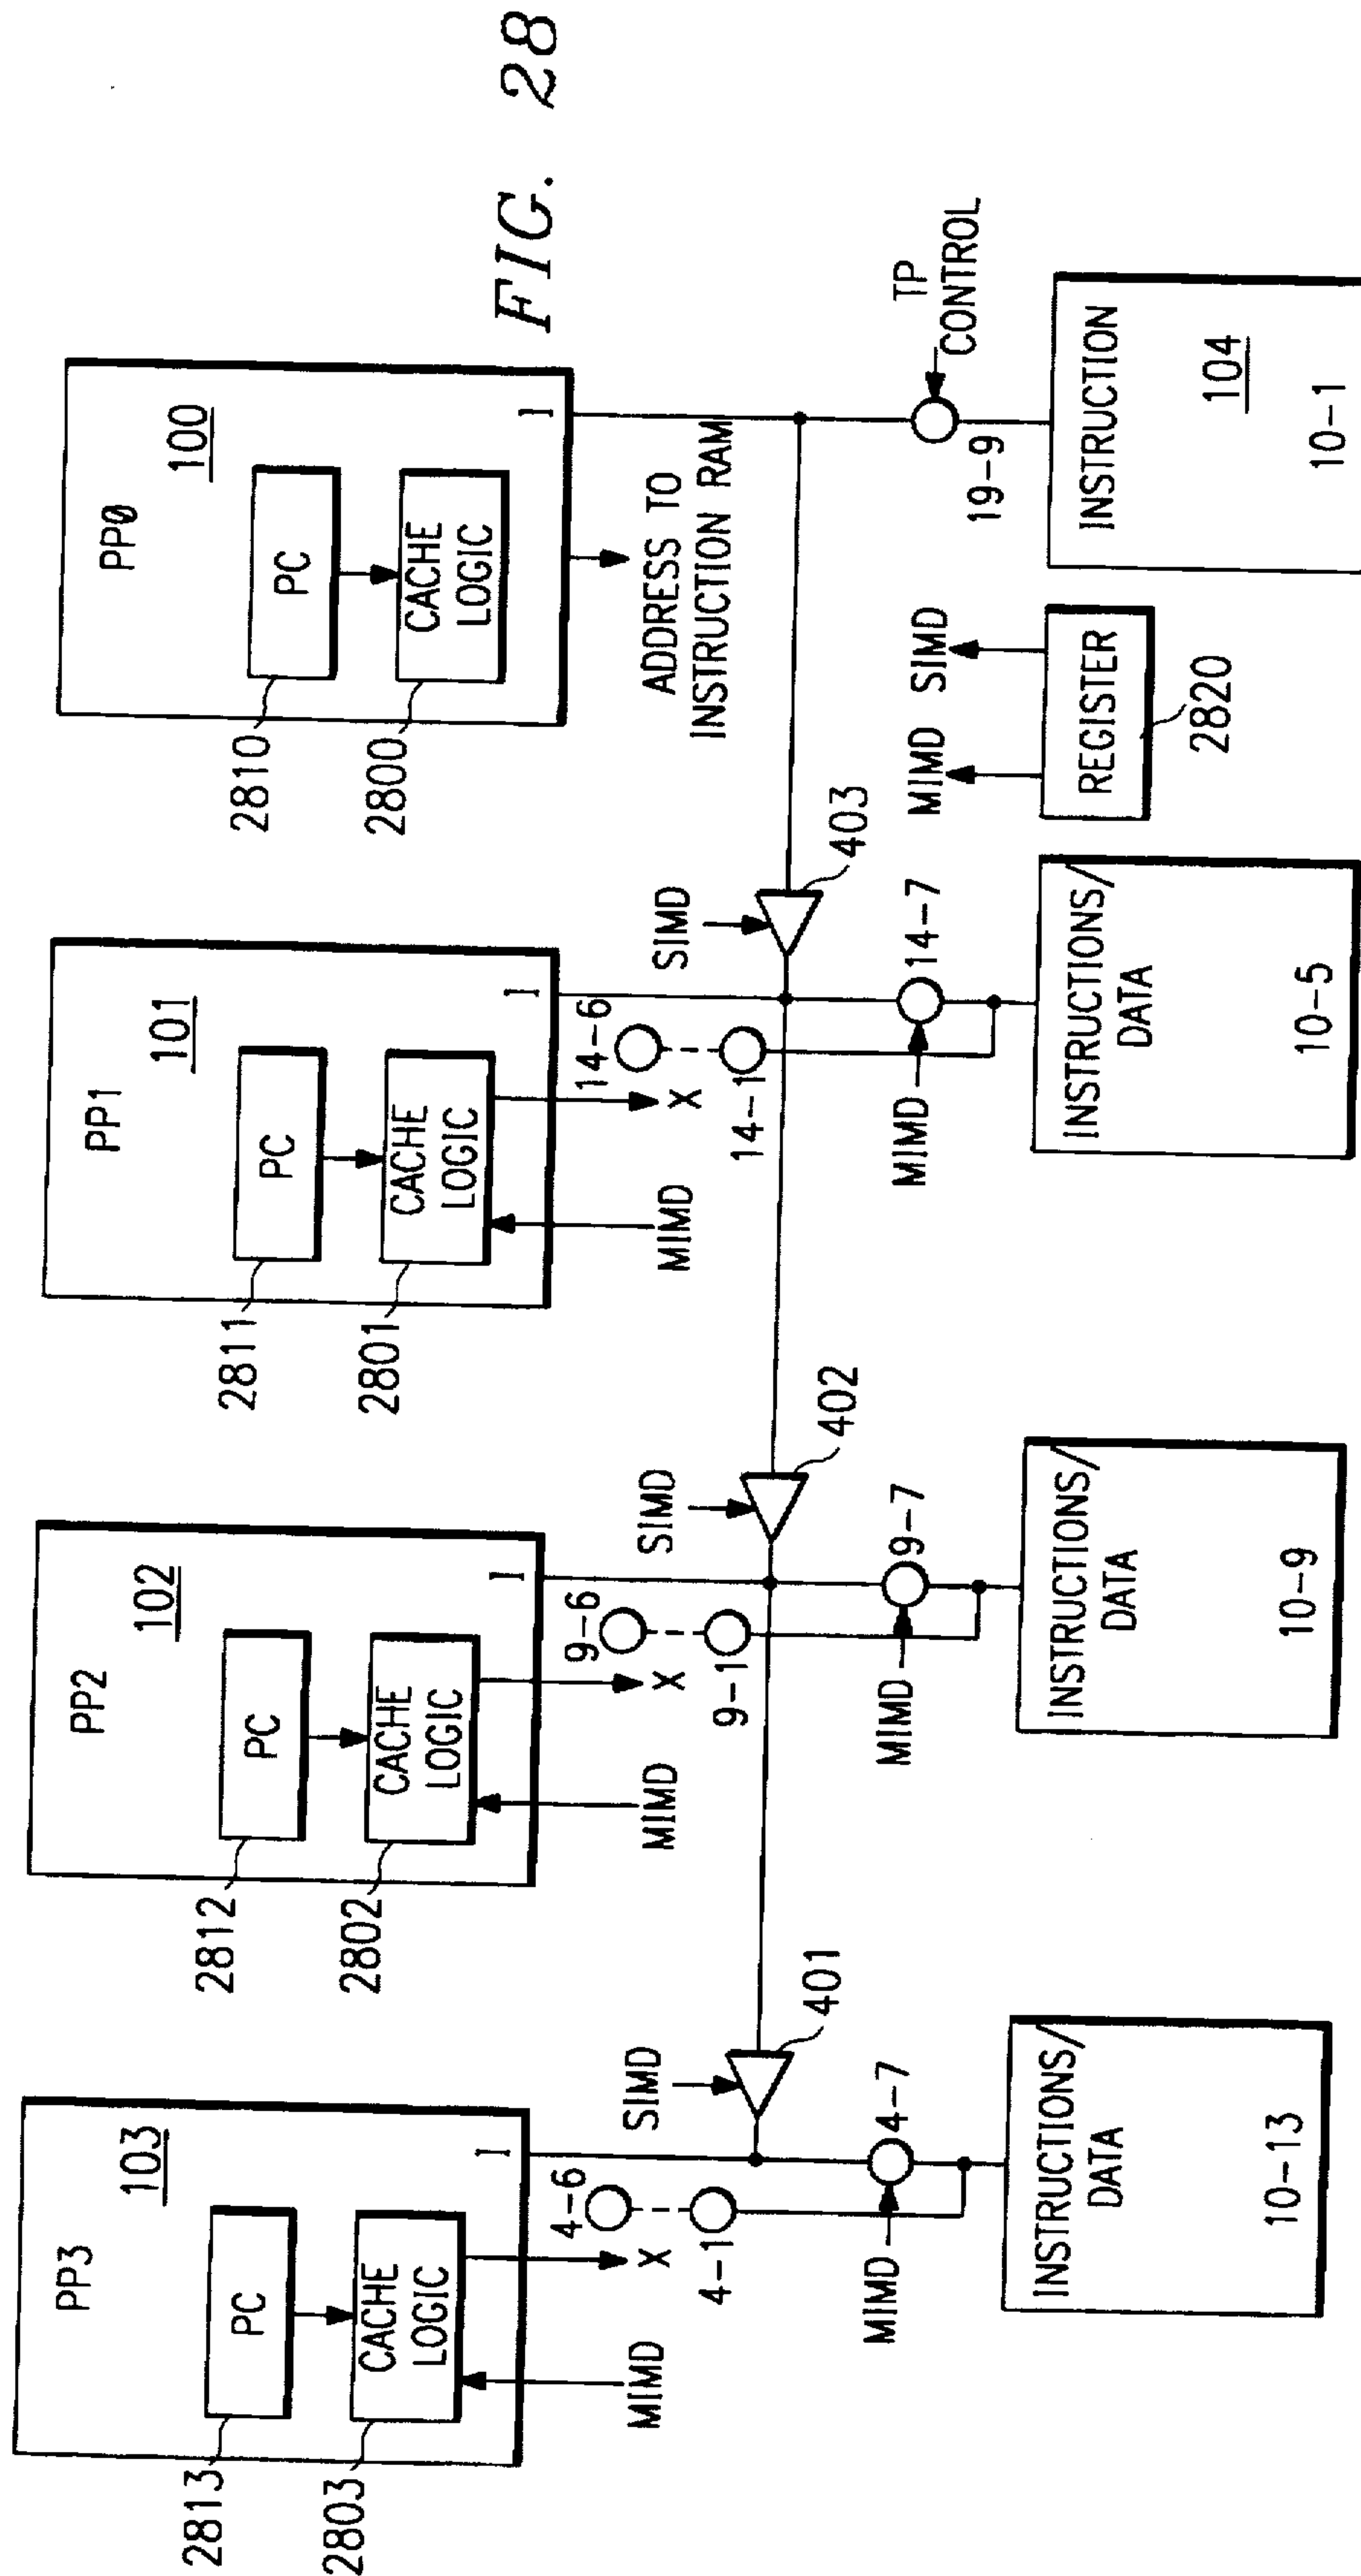 PP3
103
PC
CACHE
LOGIC
I
2813
2803
MIMD
X
4-6
4-1
SIMD
401
MIMD
4-7
INSTRUCTIONS/
DATA
10-13
PP2
102
PC
CACHE
LOGIC
I
2812
2802
MIMD
X
9-6
9-1
SIMD
402
MIMD
9-7
INSTRUCTIONS/
DATA
10-9
PP1
101
PC
CACHE
LOGIC
I
2811
2801
MIMD
X
14-6
14-1
SIMD
403
MIMD
14-7
INSTRUCTIONS/
DATA
10-5
PP0
100
PC
CACHE
LOGIC
I
2810
2800
ADDRESS TO
INSTRUCTION RAM
MIMD
SIMD
REGISTER
2820
TP
CONTROL
19-9
INSTRUCTION
104
10-1
FIG. 28